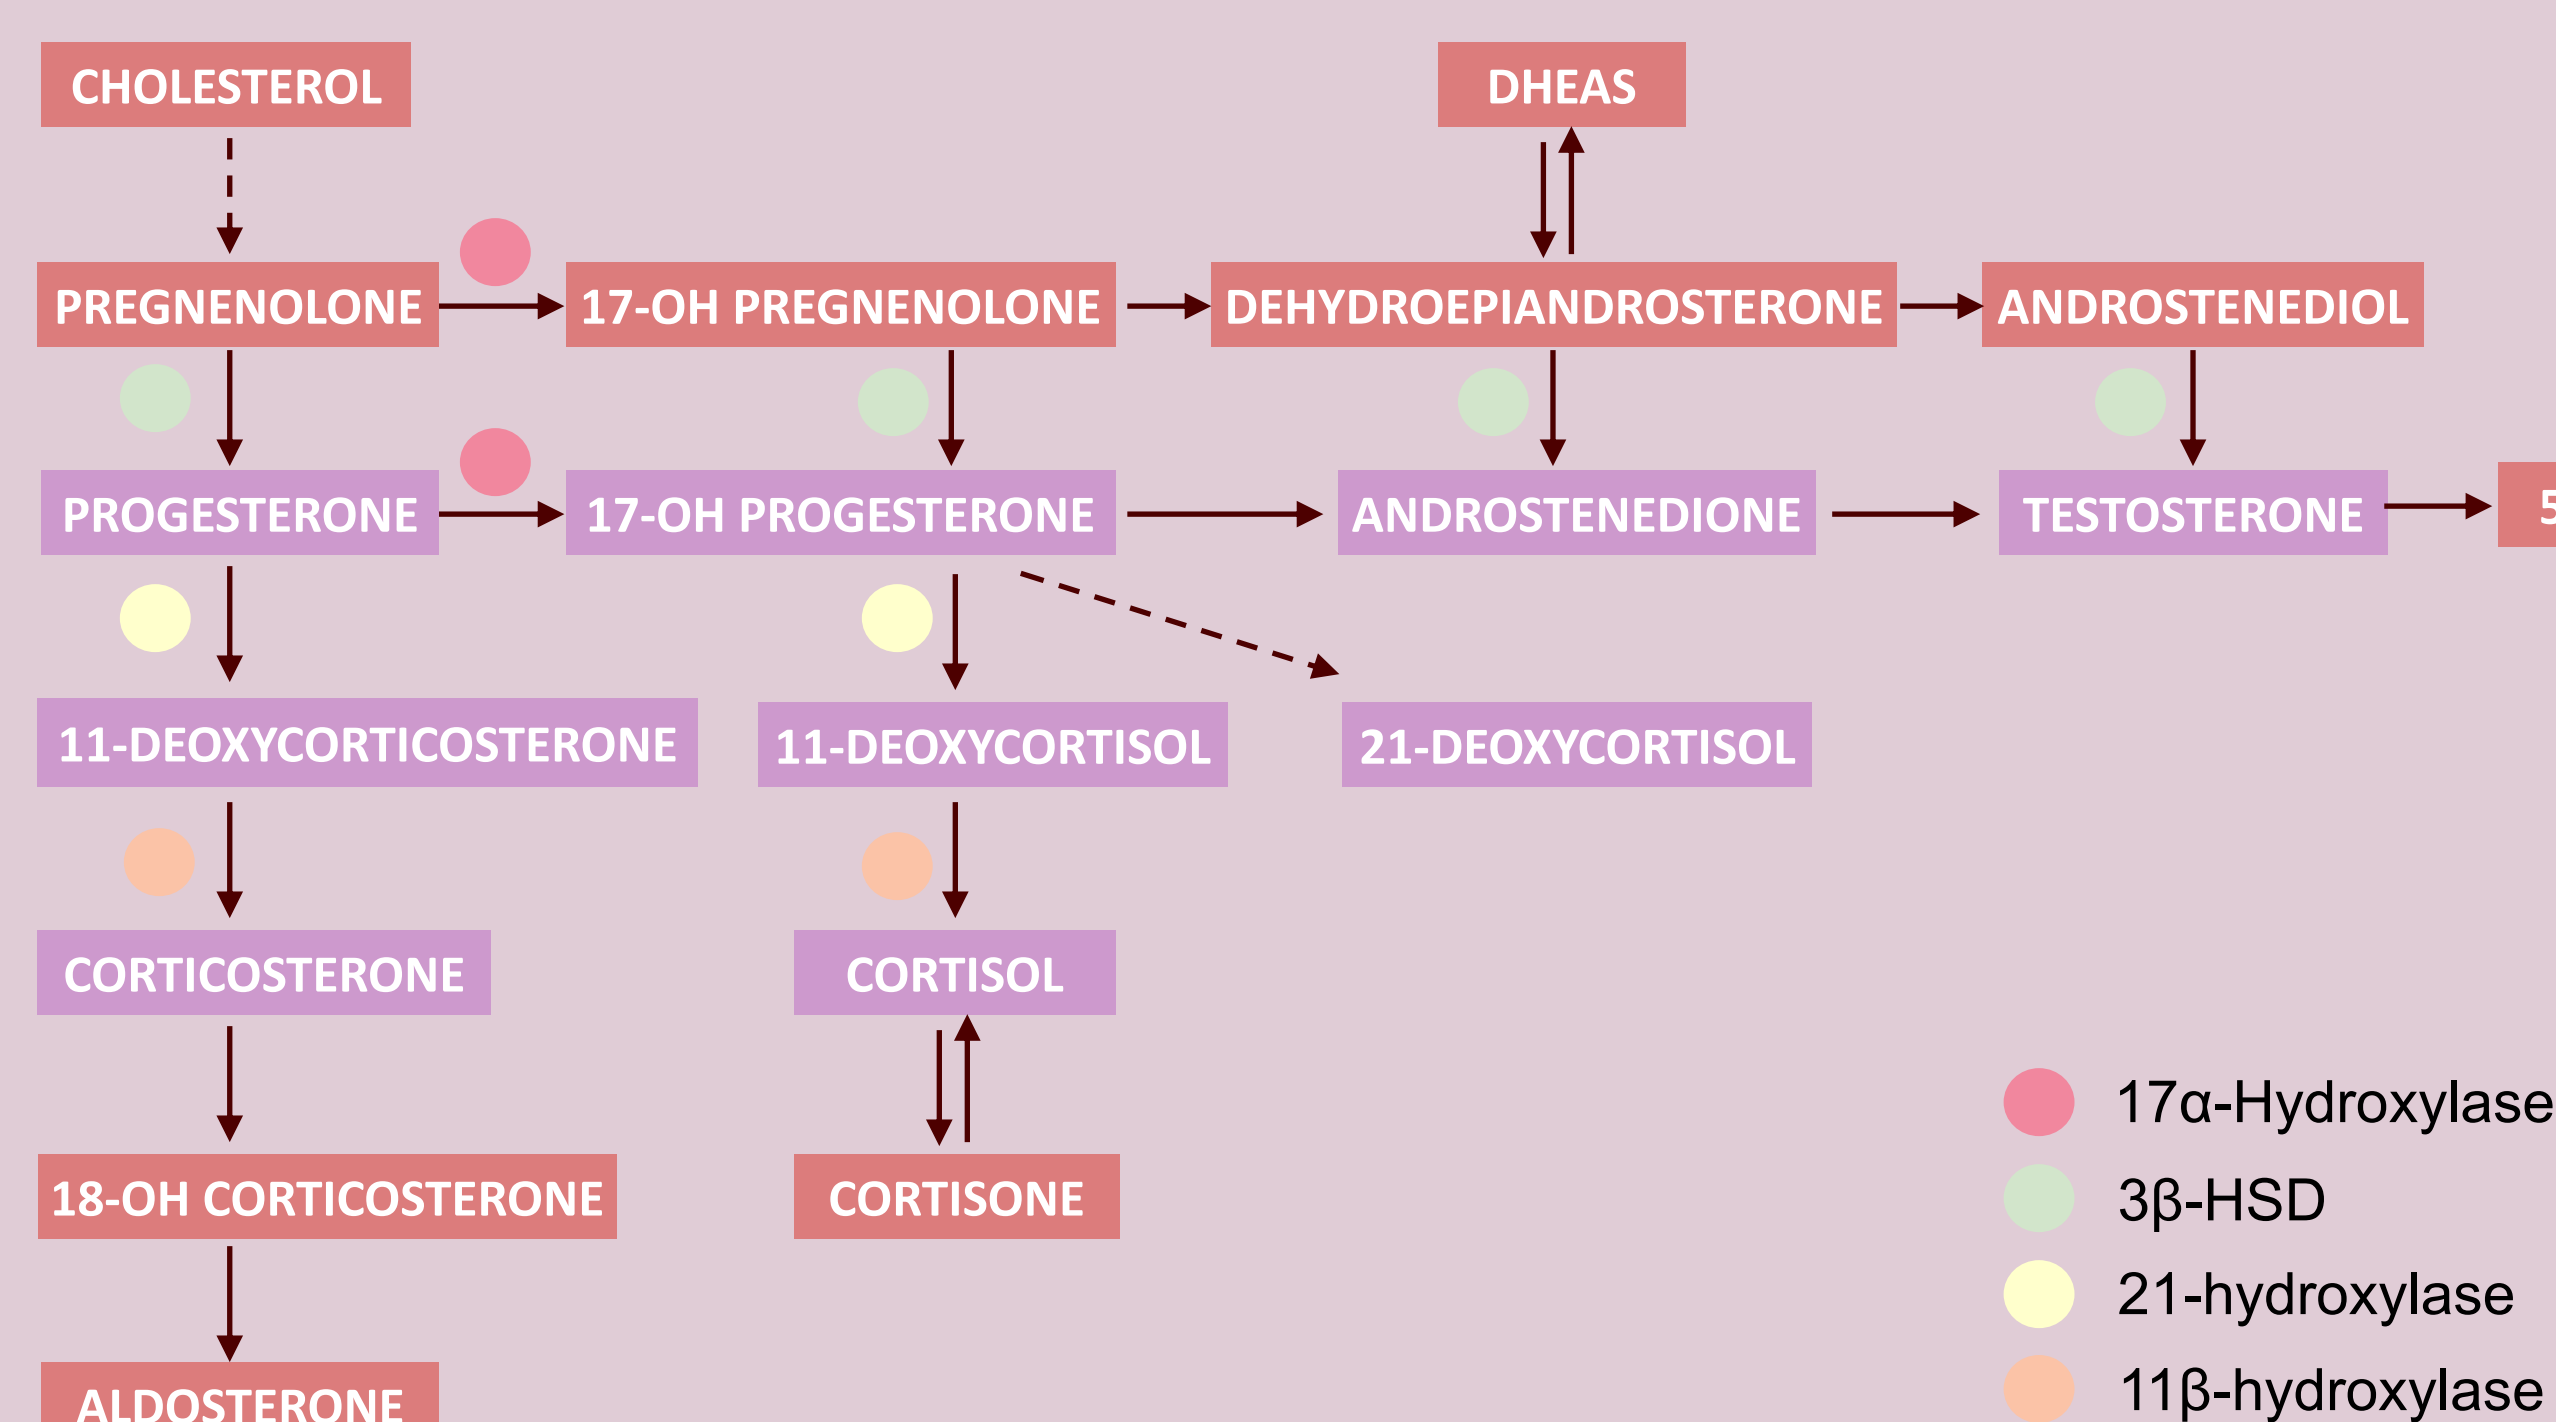 CHOLESTEROL
DHEAS
PREGNENOLONE
17-OH PREGNENOLONE
DEHYDROEPIANDROSTERONE
ANDROSTENEDIOL
PROGESTERONE
17-OH PROGESTERONE
ANDROSTENEDIONE
TESTOSTERONE
5
11-DEOXYCORTICOSTERONE
11-DEOXYCORTISOL
21-DEOXYCORTISOL
CORTICOSTERONE
CORTISOL
18-OH CORTICOSTERONE
CORTISONE
ALDOSTERONE
17α-Hydroxylase
3β-HSD
21-hydroxylase
11β-hydroxylase